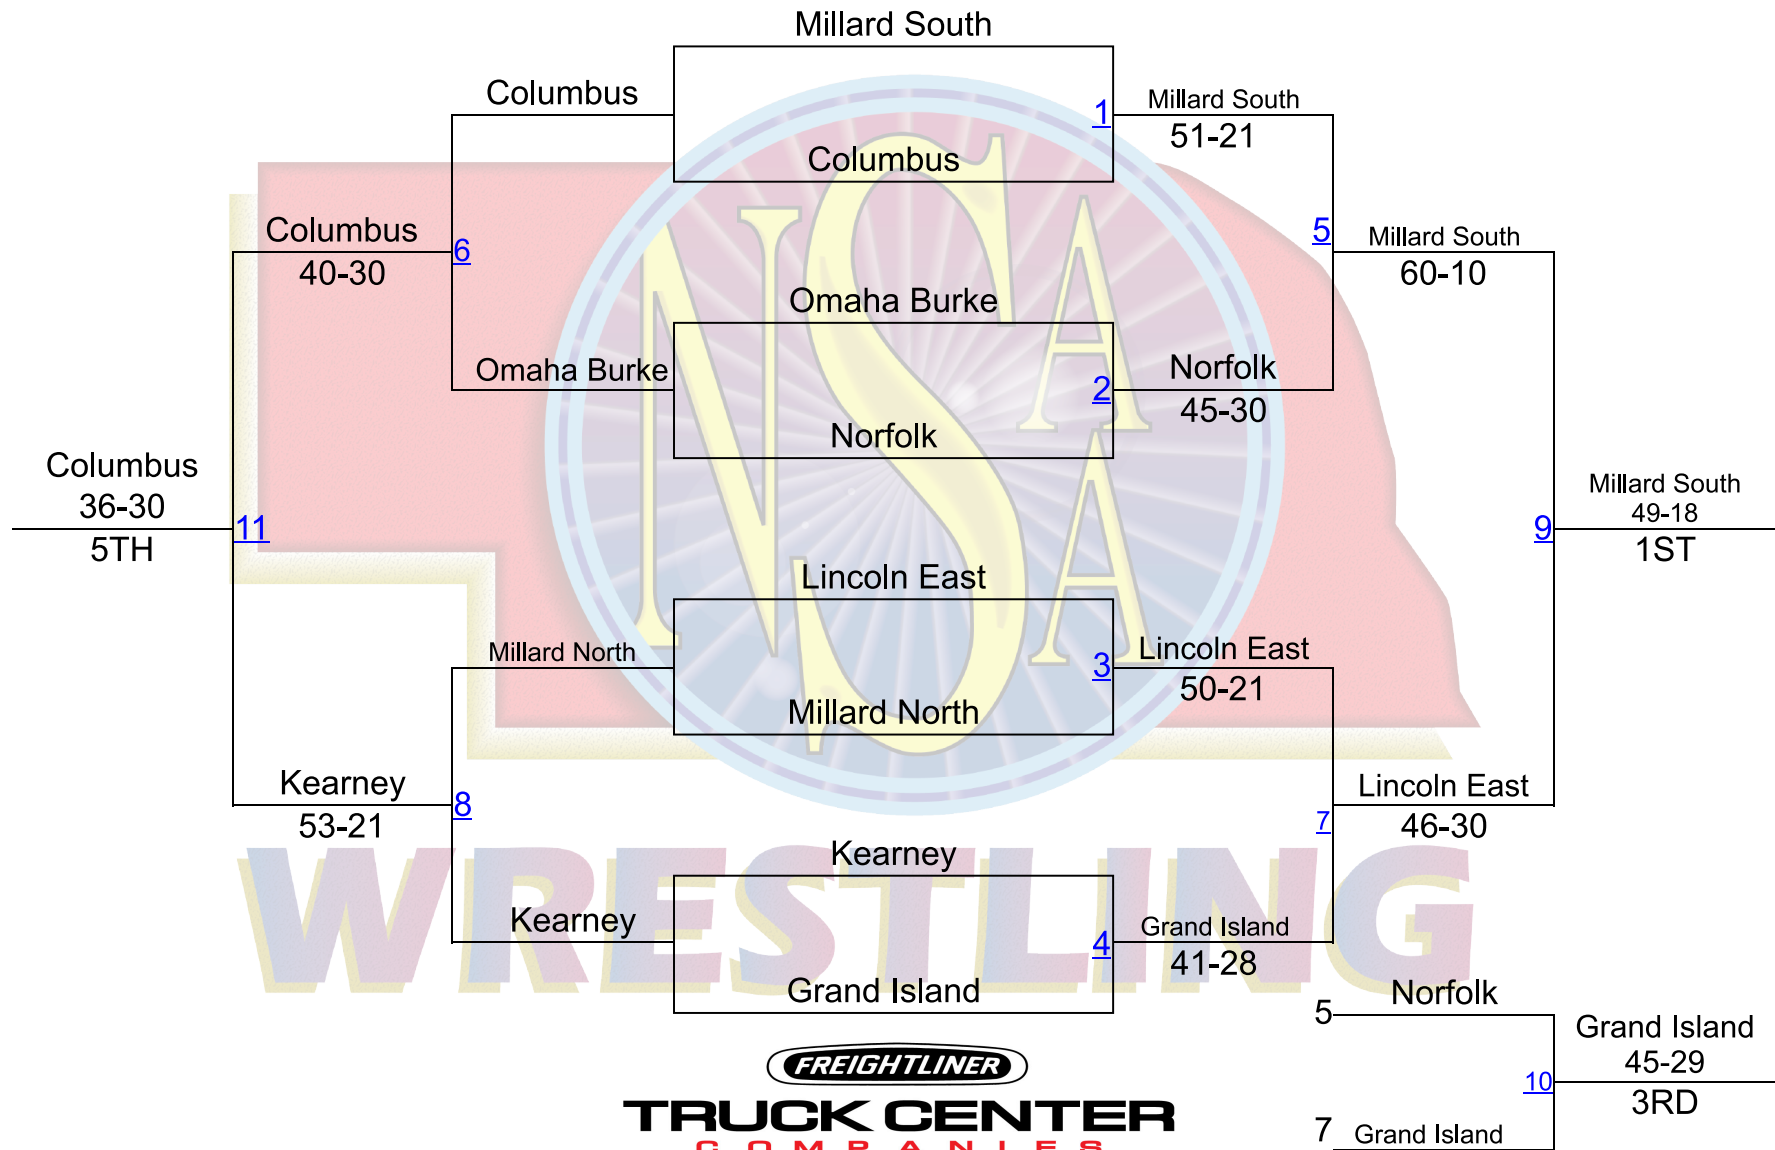 Millard South
Columbus
1
Millard South
51-21
Columbus
Columbus
40-30
6
5
Millard South
60-10
Omaha Burke
Omaha Burke
2
Norfolk
45-30
Norfolk
Columbus
36-30
11
5TH
9
Millard South
49-18
1ST
Lincoln East
Millard North
3
Lincoln East
50-21
Millard North
Kearney
53-21
8
7
Lincoln East
46-30
Kearney
Kearney
4
Grand Island
41-28
Grand Island
5
Norfolk
10
Grand Island
45-29
3RD
7
Grand Island
NSAA
WRESTLING
FREIGHTLINER
TRUCK CENTER
COMPANIES